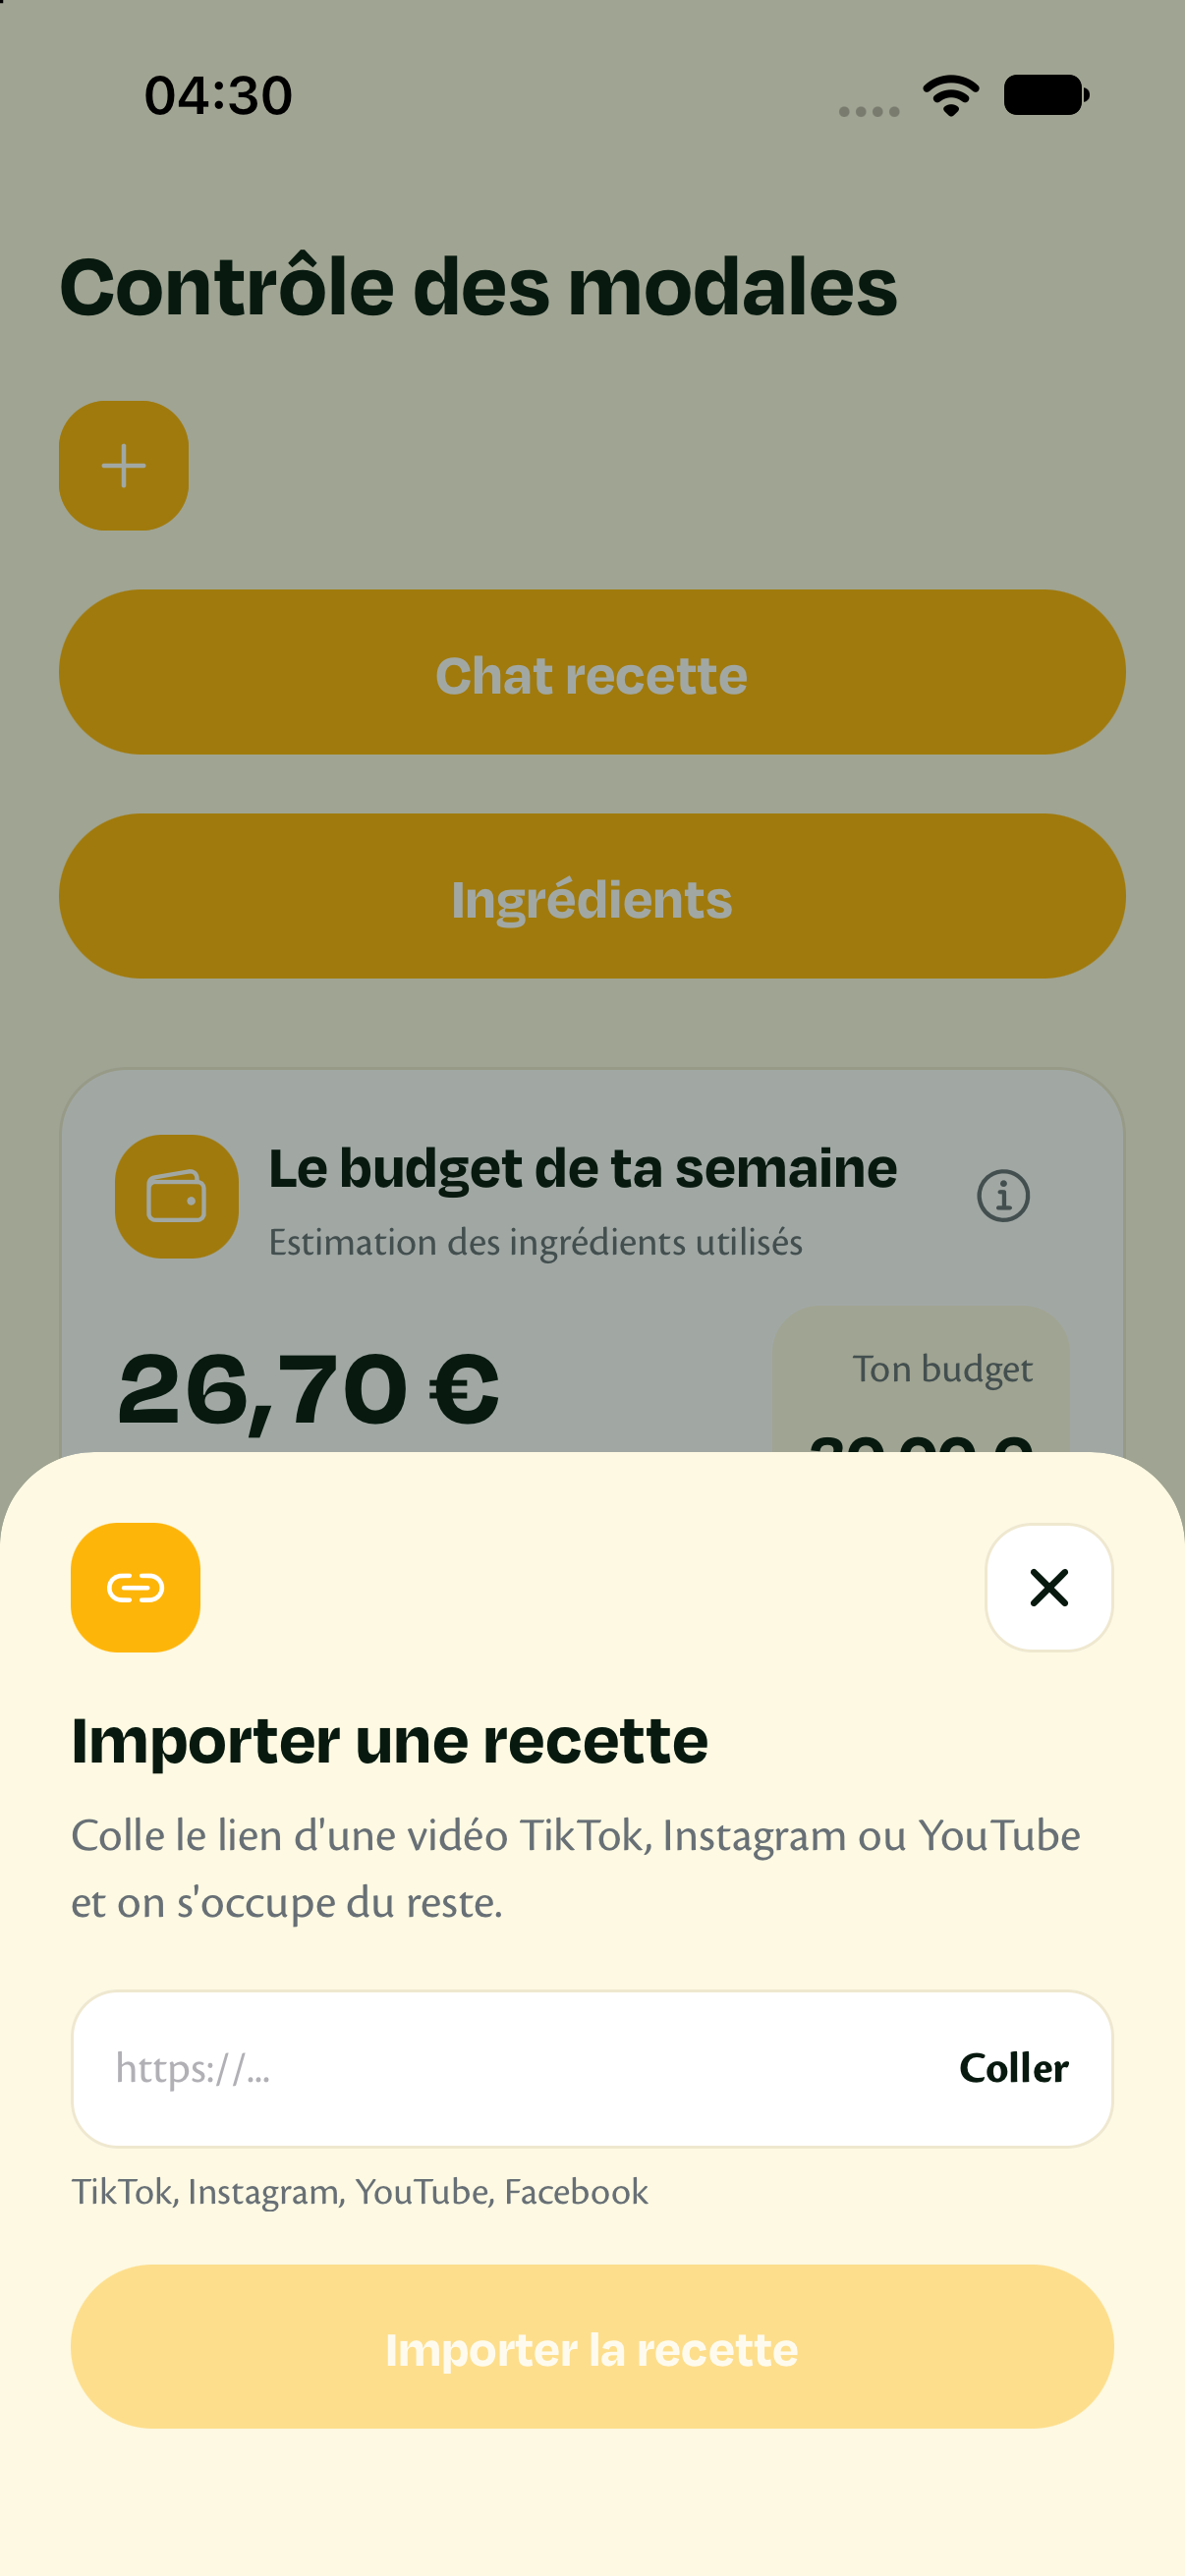 04:30
Contrôle des modales
Chat recette
Ingrédients
Le budget de ta semaine
Estimation des ingrédients utilisés
26,70 €
Ton budget
Importer une recette
Colle le lien d'une vidéo TikTok, Instagram ou YouTube
et on s'occupe du reste.
https://...
Coller
TikTok, Instagram, YouTube, Facebook
Importer la recette